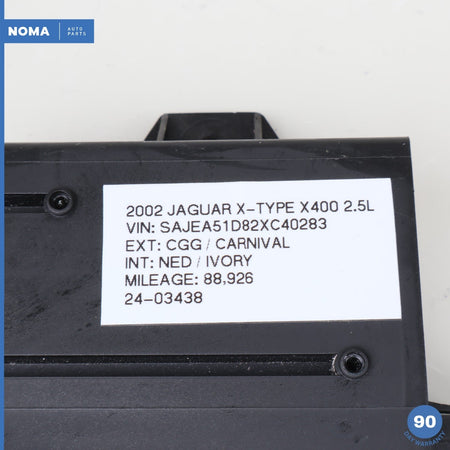 NOMA AUTO PARTS
2002 JAGUAR X-TYPE X400 2.5L
VIN: SAJEA51D82XC40283
EXT: CGG / CARNIVAL
INT: NED / IVORY
MILEAGE: 88,926
24-03438
90
DAY WARRANTY